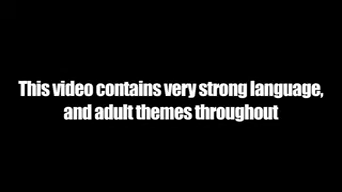 This video contains very strong language,
and adult themes throughout